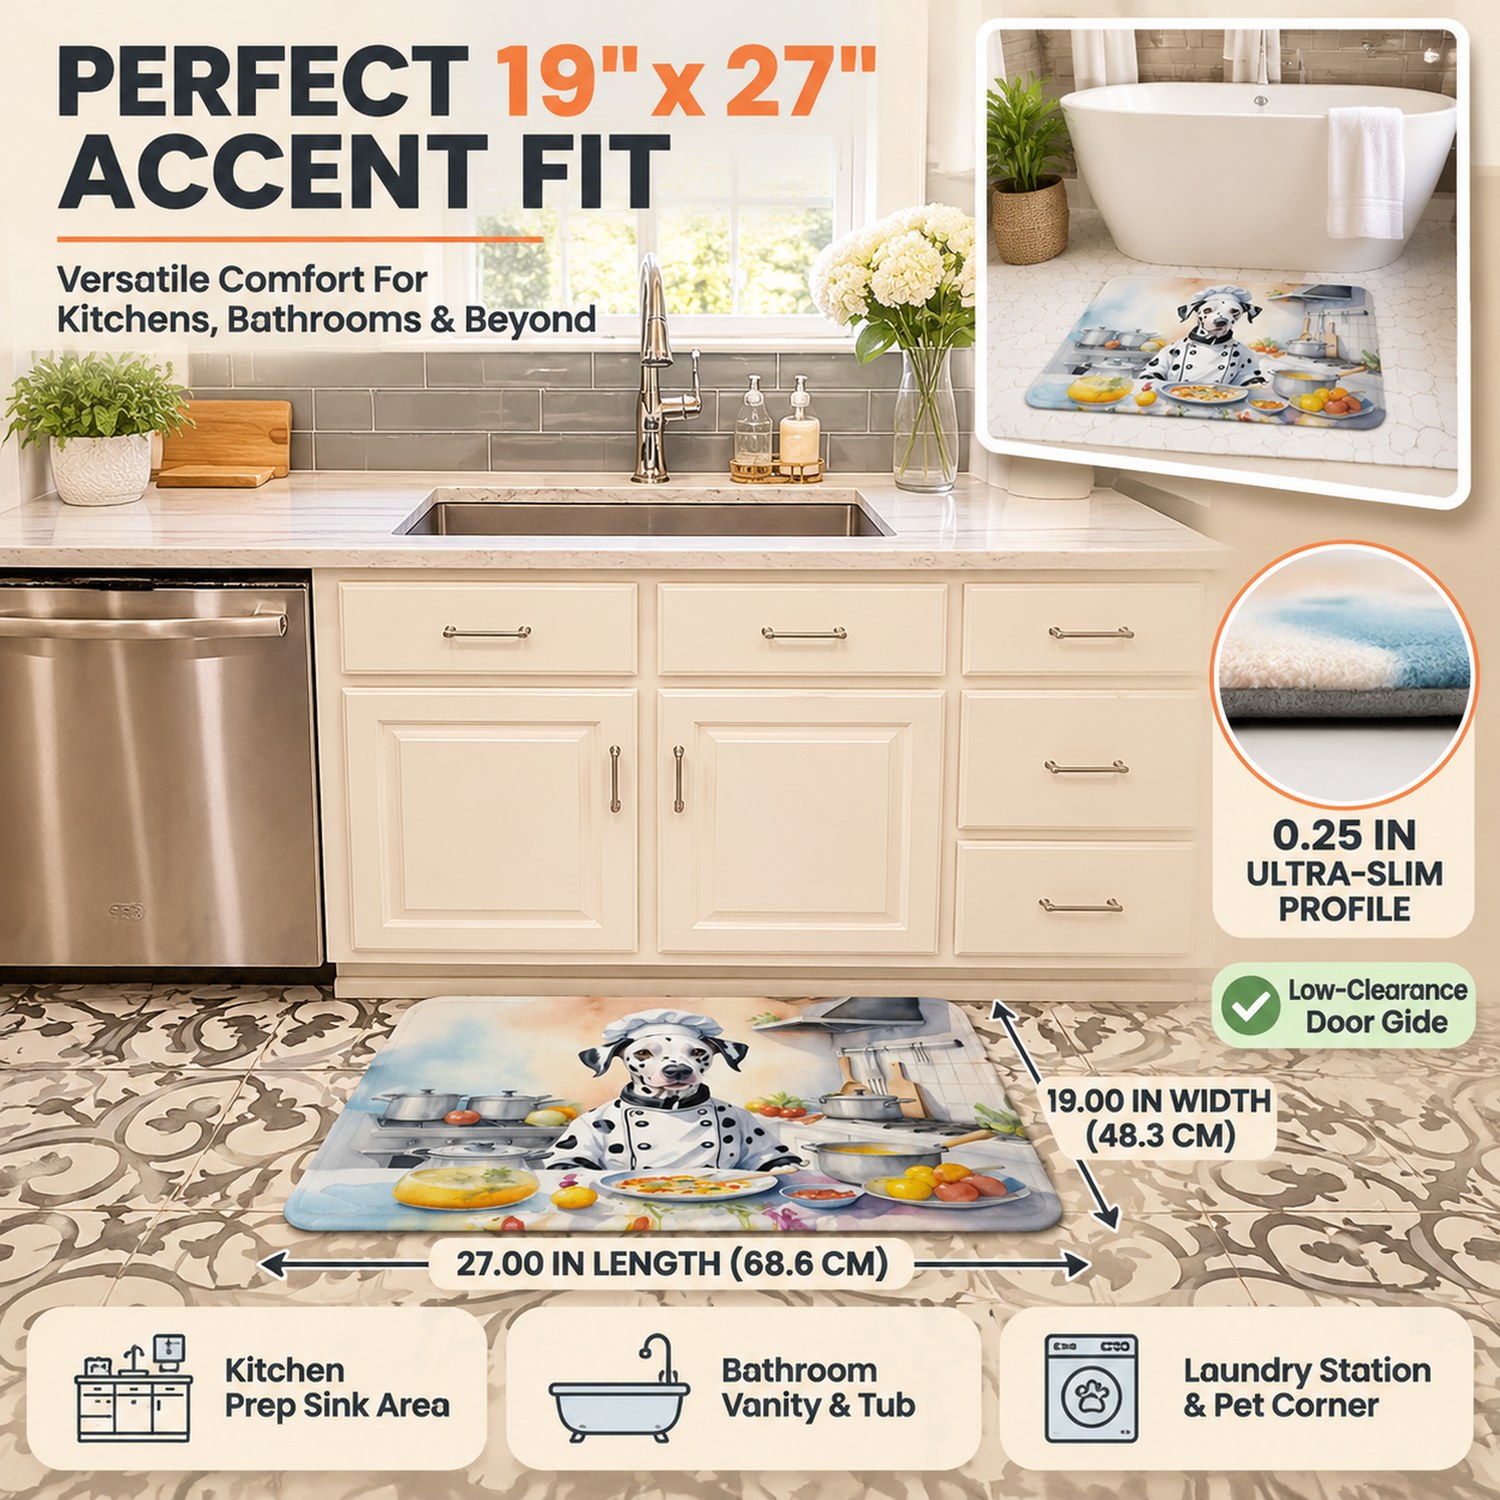 PERFECT 19" x 27"
ACCENT FIT
Versatile Comfort For
Kitchens, Bathrooms & Beyond
0.25 IN
ULTRA-SLIM
PROFILE
Low-Clearance
Door Gide
19.00 IN WIDTH
(48.3 CM)
27.00 IN LENGTH (68.6 CM)
Kitchen
Prep Sink Area
Bathroom
Vanity & Tub
Laundry Station
& Pet Corner